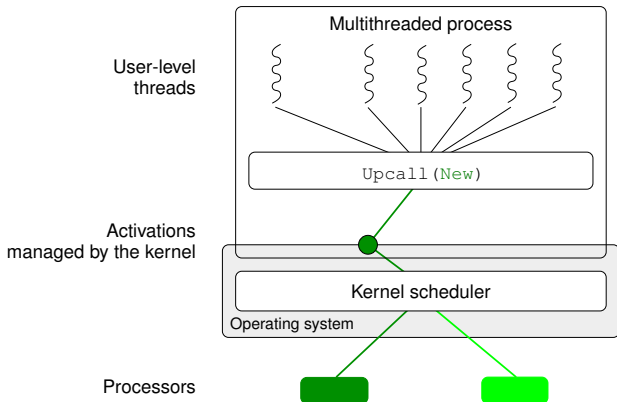 Multithreaded process
User-level
threads
Upcall(New)
Activations
managed by the kernel
Kernel scheduler
Operating system
Processors